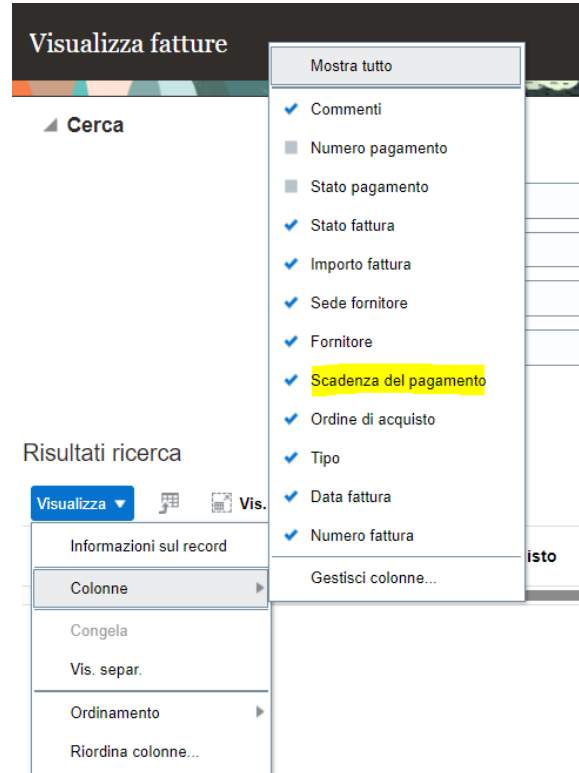 Visualizza fatture
Cerca
Mostra tutto
Commenti
Numero pagamento
Stato pagamento
Stato fattura
Importo fattura
Sede fornitore
Fornitore
Scadenza del pagamento
Ordine di acquisto
Tipo
Data fattura
Numero fattura
Gestisci colonne...
Risultati ricerca
Visualizza
Vis.
isto
Informazioni sul record
Colonne
Congela
Vis. separ.
Ordinamento
Riordina colonne...